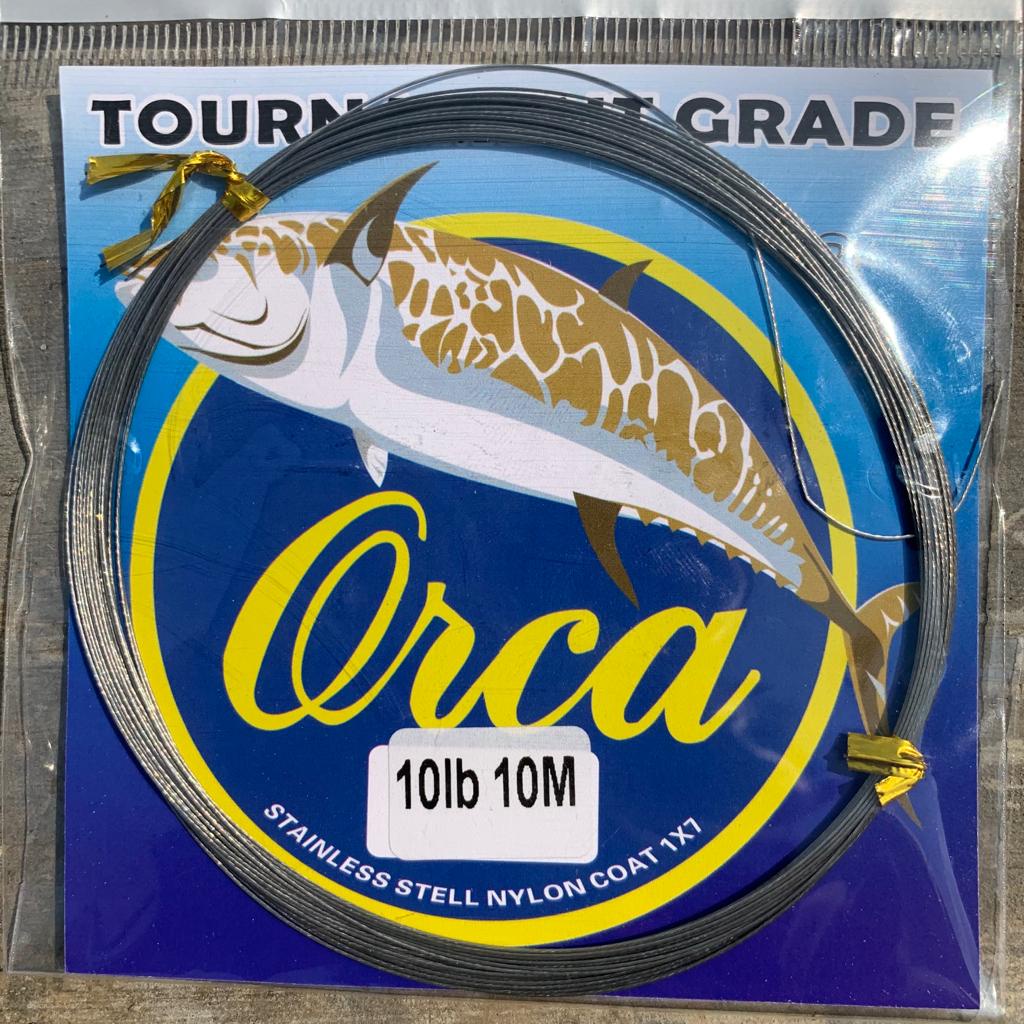 TOURN GRADE
Orca
10lb 10M
STAINLESS STELL NYLON COAT 1X7